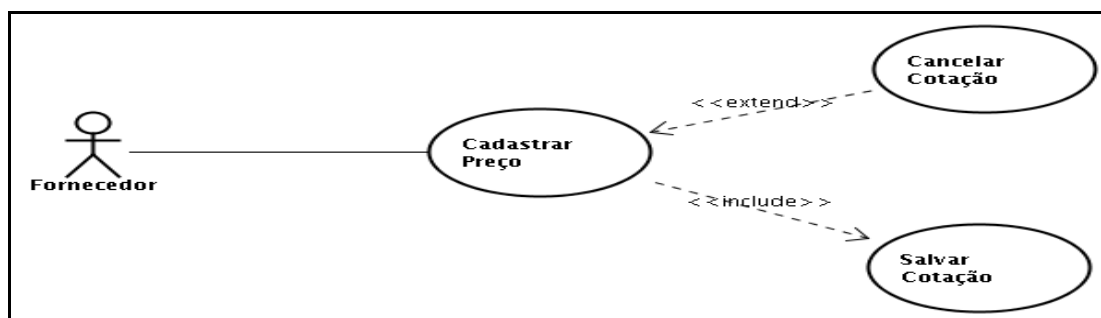 Cancelar
Cotação
<<extend>>
Cadastrar
Preço
Fornecedor
<<include>>
Salvar
Cotação